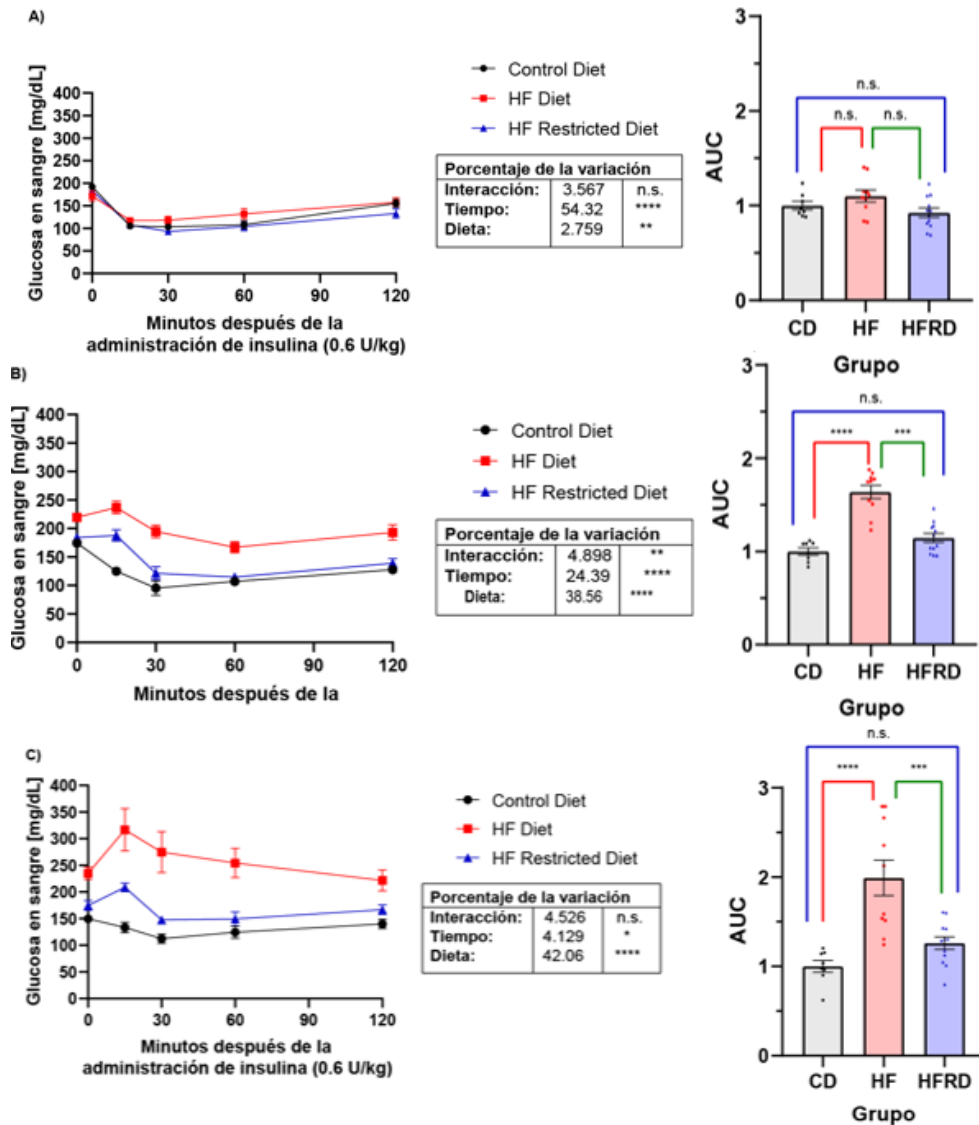 A)
Glucosa en sangre [mg/dL]
400
350
300
250
200
150
100
50
0
0
30
60
90
120
Minutos después de la
administración de insulina (0.6 U/kg)
Control Diet
HF Diet
HF Restricted Diet
Porcentaje de la variación
Interacción: 3.567 n.s.
Tiempo: 54.32 ****
Dieta: 2.759 **
AUC
3
2
1
0
n.s.
n.s.
n.s.
CD
HF
HFRD
Grupo
B)
Glucosa en sangre [mg/dL]
400
350
300
250
200
150
100
50
0
0
30
60
90
120
Minutos después de la
Control Diet
HF Diet
HF Restricted Diet
Porcentaje de la variación
Interacción: 4.898 **
Tiempo: 24.39 ****
Dieta: 38.56 ****
AUC
3
2
1
0
n.s.
****
***
CD
HF
HFRD
Grupo
C)
Glucosa en sangre [mg/dL]
400
350
300
250
200
150
100
50
0
0
30
60
90
120
Minutos después de la
administración de insulina (0.6 U/kg)
Control Diet
HF Diet
HF Restricted Diet
Porcentaje de la variación
Interacción: 4.526 n.s.
Tiempo: 4.129 *
Dieta: 42.06 ****
AUC
3
2
1
0
n.s.
****
***
CD
HF
HFRD
Grupo